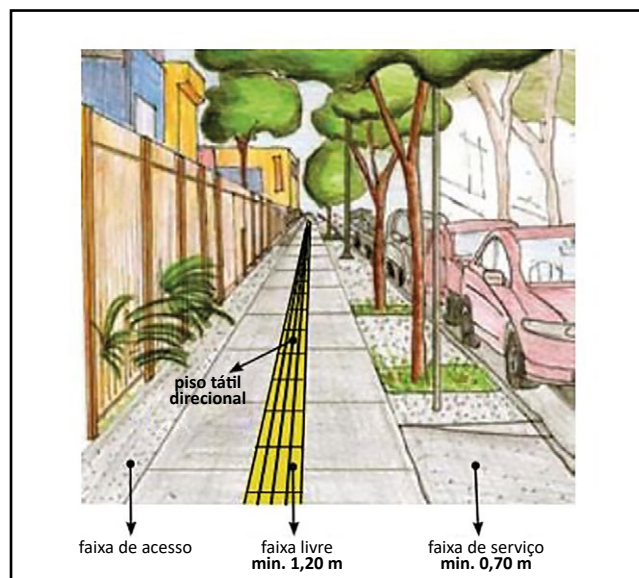 piso tátil
direcional
faixa de acesso
faixa livre
min. 1,20 m
faixa de serviço
min. 0,70 m